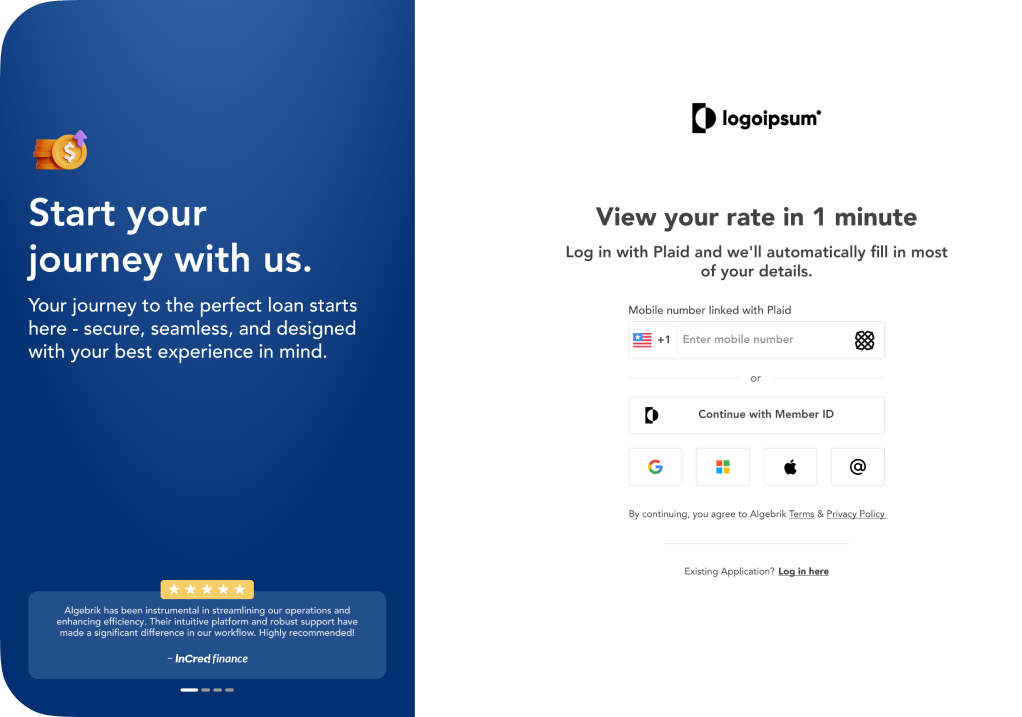 Start your
journey with us.
Your journey to the perfect loan starts
here - secure, seamless, and designed
with your best experience in mind.
Algebrik has been instrumental in streamlining our operations and
enhancing efficiency. Their intuitive platform and robust support have
made a significant difference in our workflow. Highly recommended!
~ InCred finance
logoipsum
View your rate in 1 minute
Log in with Plaid and we'll automatically fill in most
of your details.
Mobile number linked with Plaid
+1 Enter mobile number
or
Continue with Member ID
By continuing, you agree to Algebrik Terms & Privacy Policy
Existing Application? Log in here